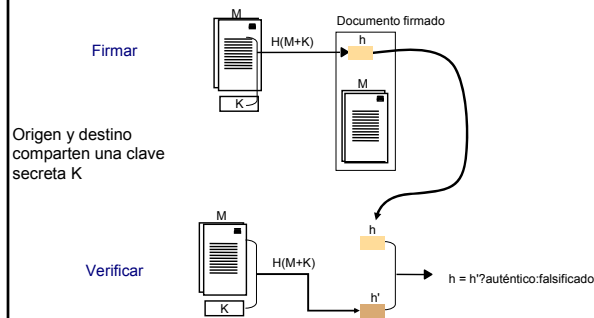 M
Documento firmado
Firmar
H(M+K)
h
M
K
Origen y destino
comparten una clave
secreta K
M
h
Verificar
H(M+K)
h = h'?auténtico:falsificado
h'
K